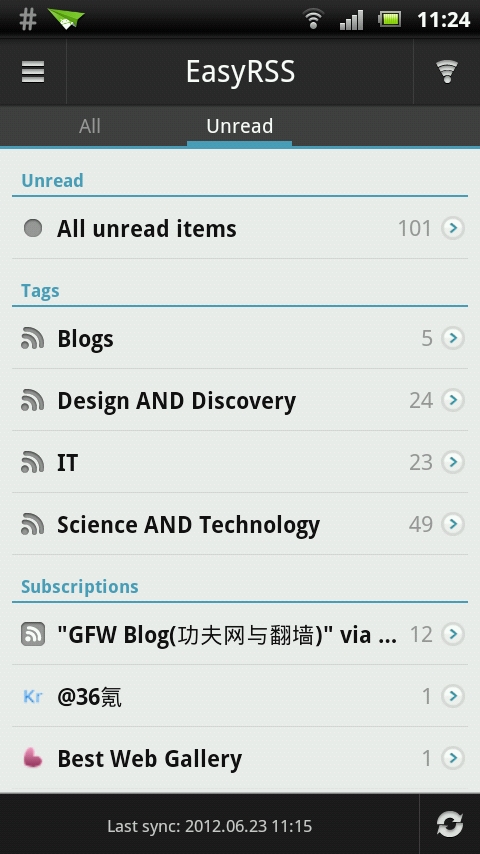 11:24
EasyRSS
All
Unread
Unread
All unread items 101
Tags
Blogs 5
Design AND Discovery 24
IT 23
Science AND Technology 49
Subscriptions
"GFW Blog(功夫网与翻墙)" via ... 12
Kr @36氪 1
Best Web Gallery 1
Last sync: 2012.06.23 11:15